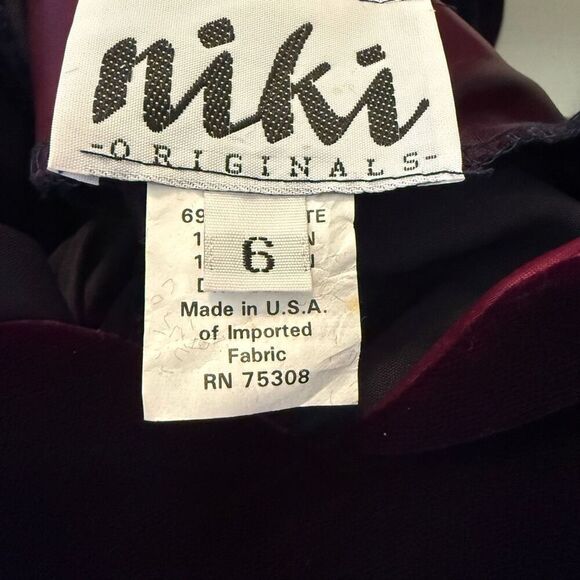 niki
-ORIGINALS-
6
Made in U.S.A.
of Imported
Fabric
RN 75308